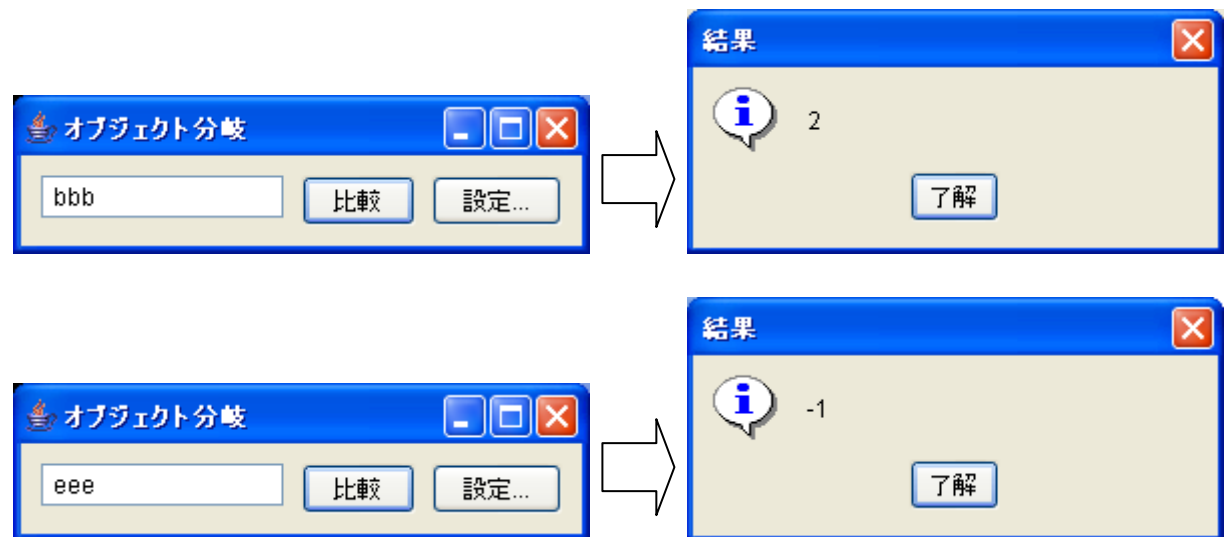 結果
オブジェクト分岐
2
bbb
比較
設定...
了解
結果
オブジェクト分岐
-1
eee
比較
設定...
了解